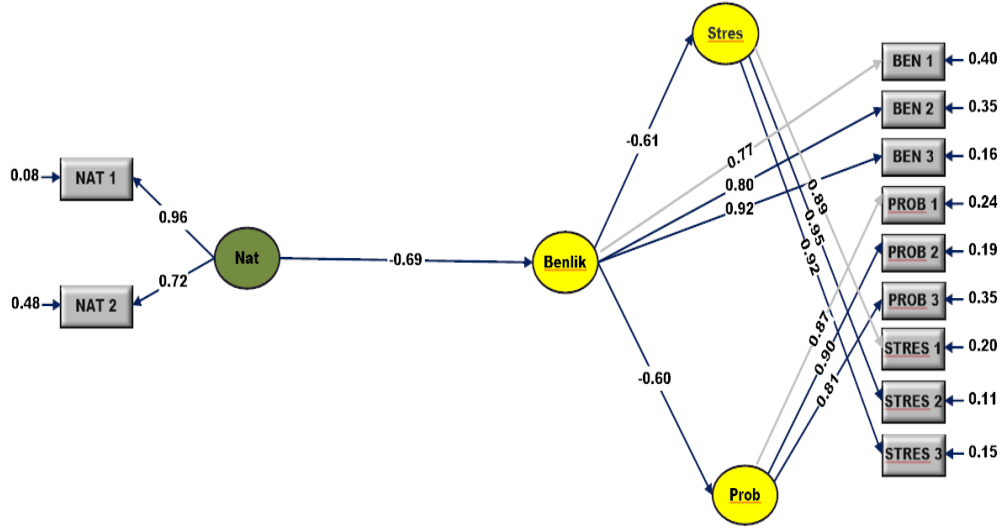 Stres
BEN 1
0.40
BEN 2
0.35
-0.61
0.77
BEN 3
0.16
0.08
NAT 1
0.80
0.89
0.92
PROB 1
0.24
0.96
0.95
PROB 2
0.19
Nat
-0.69
Benlik
0.92
0.72
0.48
NAT 2
PROB 3
0.35
0.87
STRES 1
0.20
0.90
-0.60
0.81
STRES 2
0.11
STRES 3
0.15
Prob